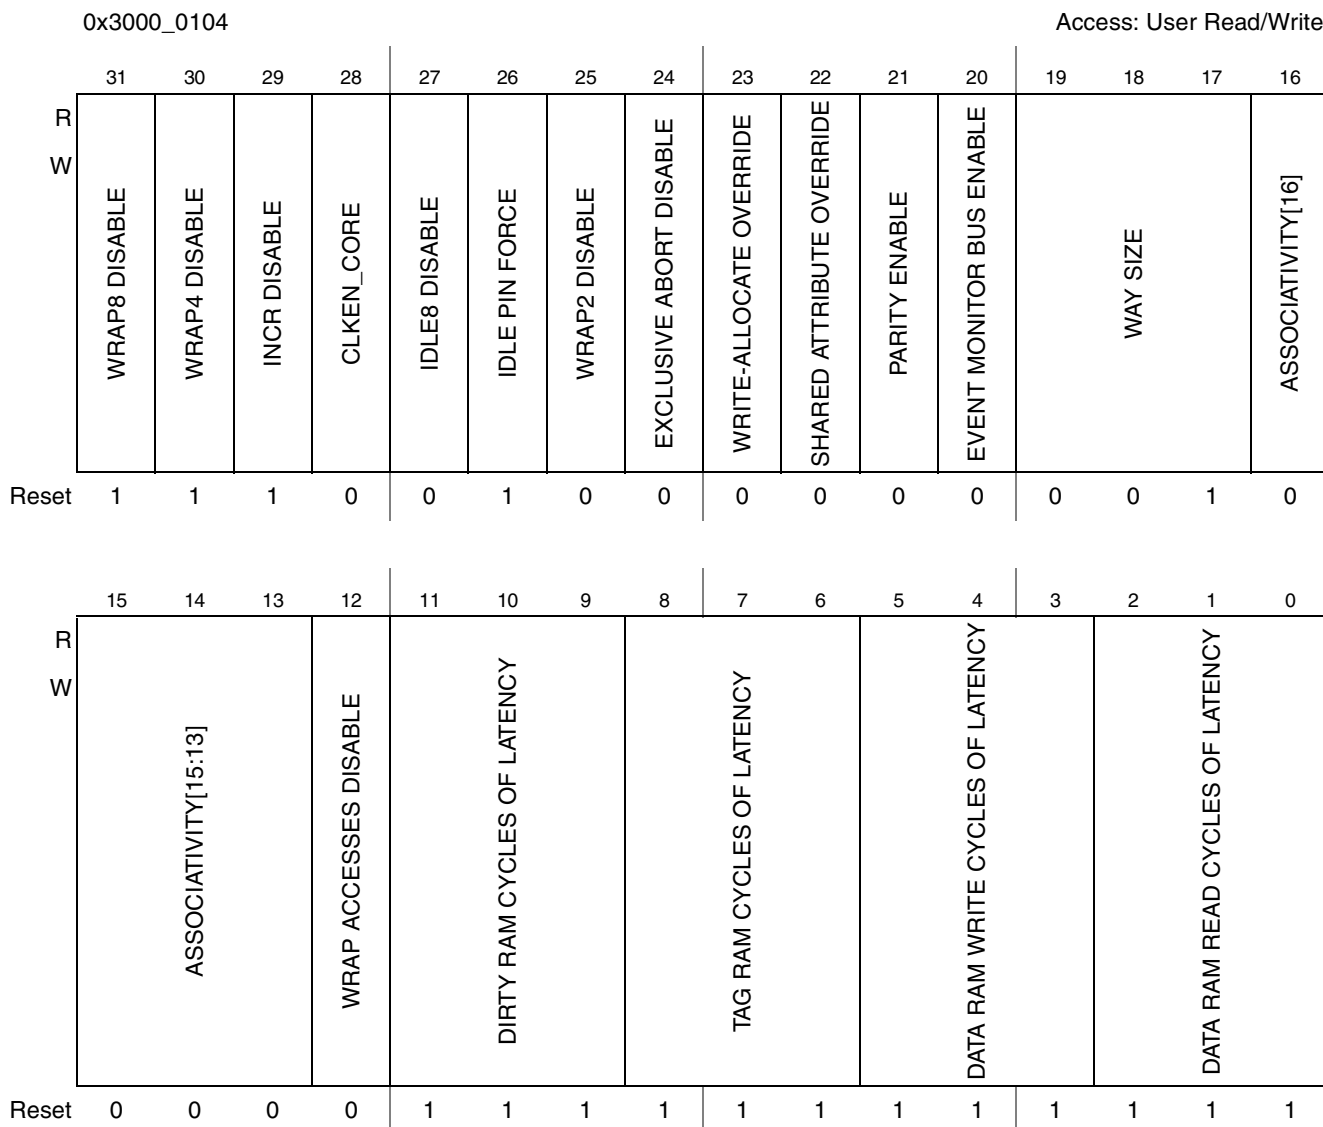 0x3000_0104 Access: User Read/Write
31 30 29 28 27 26 25 24 23 22 21 20 19 18 17 16
R
W
WRAP8 DISABLE
WRAP4 DISABLE
INCR DISABLE
CLKEN_CORE
IDLE8 DISABLE
IDLE PIN FORCE
WRAP2 DISABLE
EXCLUSIVE ABORT DISABLE
WRITE-ALLOCATE OVERRIDE
SHARED ATTRIBUTE OVERRIDE
PARITY ENABLE
EVENT MONITOR BUS ENABLE
WAY SIZE
ASSOCIATIVITY[16]
Reset 1 1 1 0 0 1 0 0 0 0 0 0 0 0 1 0
15 14 13 12 11 10 9 8 7 6 5 4 3 2 1 0
R
W
ASSOCIATIVITY[15:13]
WRAP ACCESSES DISABLE
DIRTY RAM CYCLES OF LATENCY
TAG RAM CYCLES OF LATENCY
DATA RAM WRITE CYCLES OF LATENCY
DATA RAM READ CYCLES OF LATENCY
Reset 0 0 0 0 1 1 1 1 1 1 1 1 1 1 1 1